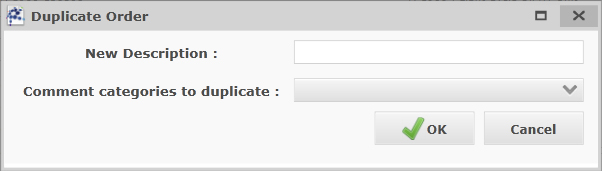 Duplicate Order
New Description :
Comment categories to duplicate :
OK Cancel